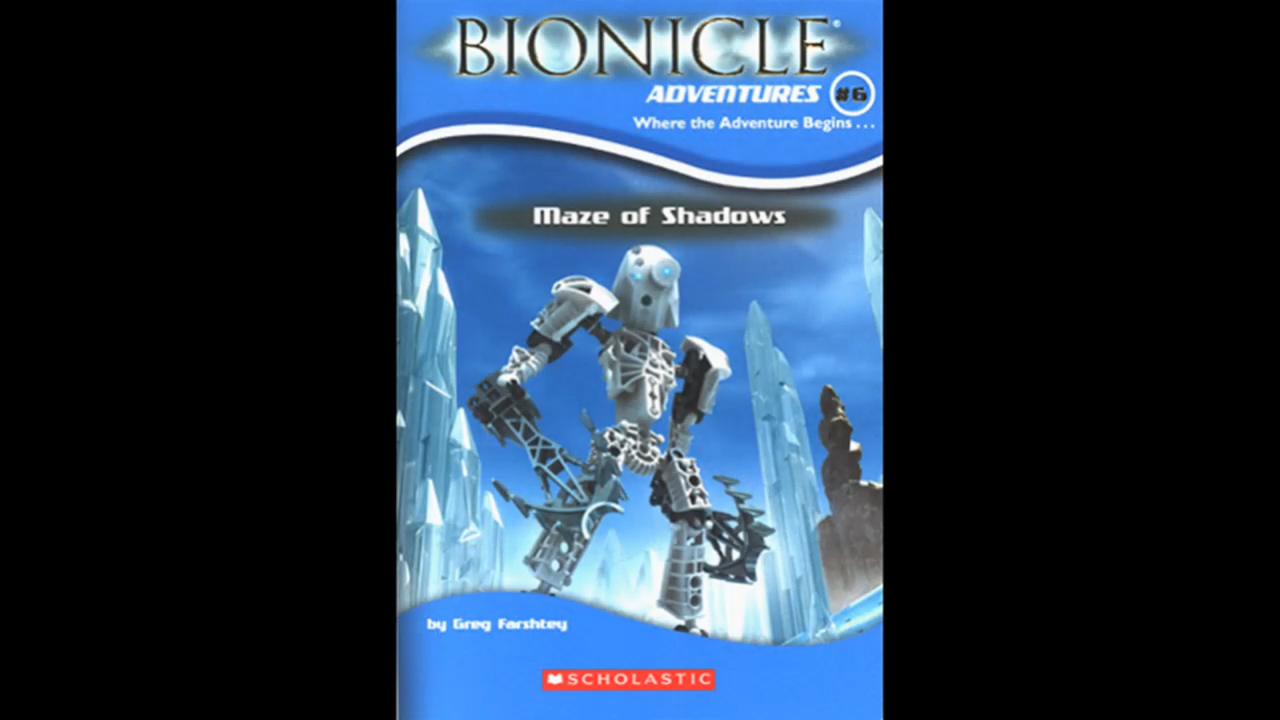 BIONICLE®
ADVENTURES #6
Where the Adventure Begins...
Maze of Shadows
by Greg Farshtey
SCHOLASTIC